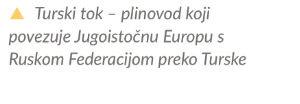 ▲ Turski tok – plinovod koji
povezuje Jugoistočnu Europu s
Ruskom Federacijom preko Turske